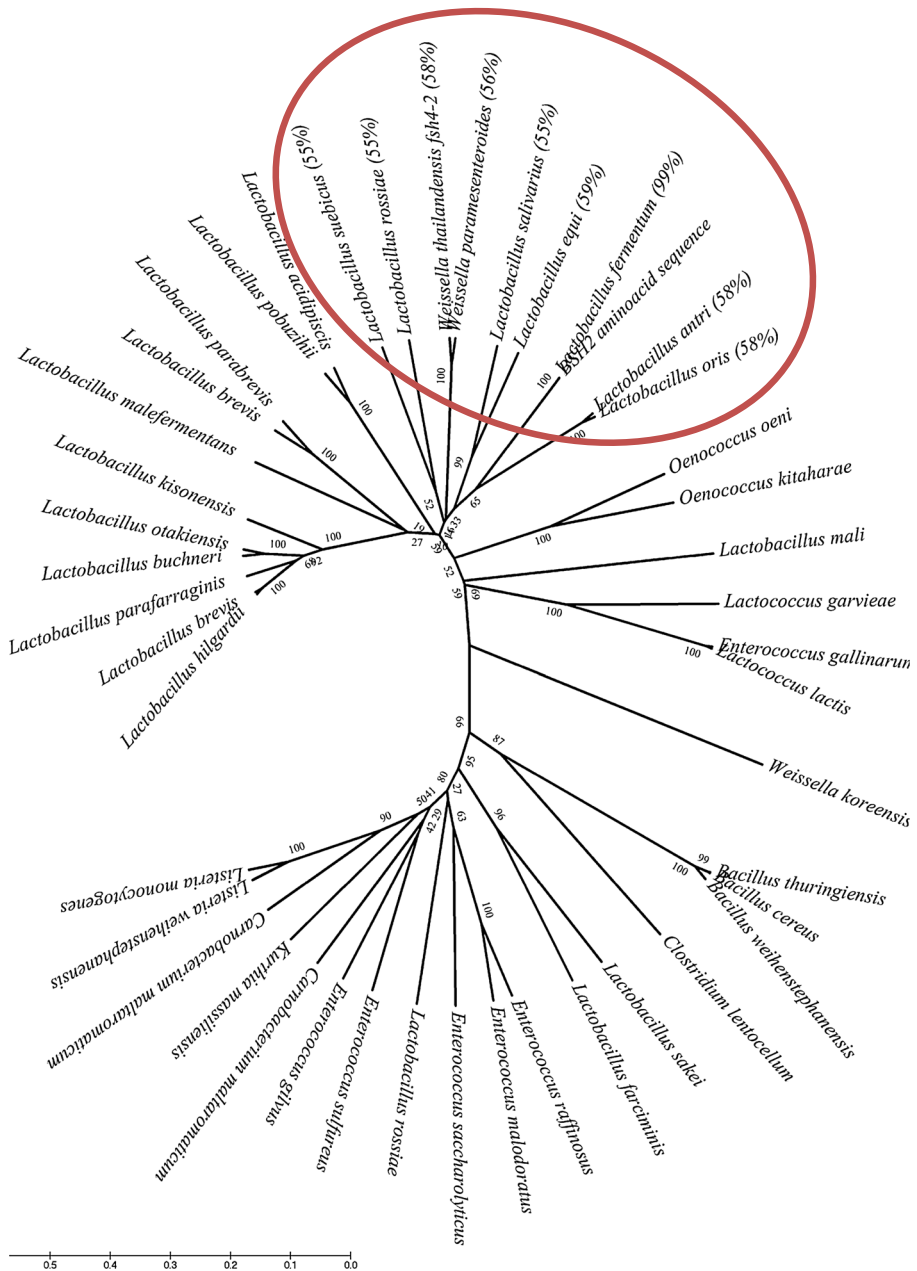 Lactobacillus suebicus (55%)
Lactobacillus rossiae (55%)
Weissella thailandensis fsh4-2 (58%)
Weissella paramesenteroides (56%)
Lactobacillus salivarius (55%)
Lactobacillus equi (59%)
Lactobacillus fermentum (99%)
BSH2 aminoacid sequence
Lactobacillus antri (58%)
Lactobacillus oris (58%)
Oenococcus oeni
Oenococcus kitaharae
Lactobacillus mali
Lactococcus garvieae
Enterococcus gallinarum
Lactococcus lactis
Weissella koreensis
Bacillus thuringiensis
Bacillus cereus
Bacillus weihenstephanensis
Clostridium lentocellum
Lactobacillus sakei
Lactobacillus farciminis
Enterococcus raffinosus
Enterococcus malodoratus
Enterococcus saccharolyticus
Lactobacillus rossiae
Enterococcus sulfureus
Enterococcus gilvus
Carnobacterium maltaromaticum
Kurthia massiliensis
Carnobacterium maltaromaticum
Listeria weihenstephanensis
Listeria monocytogenes
Lactobacillus hilgardii
Lactobacillus brevis
Lactobacillus parafarraginis
Lactobacillus buchneri
Lactobacillus otakiensis
Lactobacillus kisonensis
Lactobacillus malefermentans
Lactobacillus brevis
Lactobacillus parabrevis
Lactobacillus pobuzihii
Lactobacillus acidipiscis
100
100
99
100
65
100
52
33
19
27
39
100
100
100
100
100
100
52
59
69
100
100
66
87
95
99
100
96
80
27
63
100
50
41
42
29
90
100
0.5 0.4 0.3 0.2 0.1 0.0